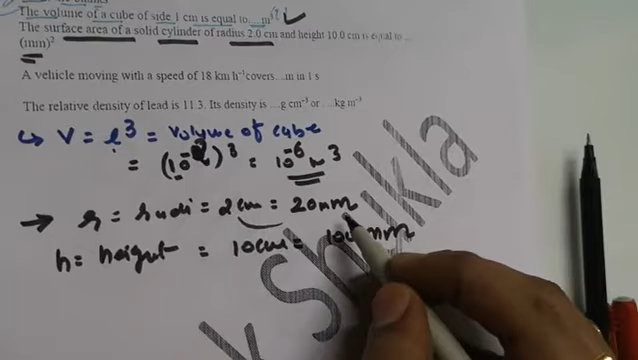 The volume of a cube of side 1 cm is equal to.....m³
The surface area of a solid cylinder of radius 2.0 cm and height 10.0 cm is equal to ...
(mm)²
A vehicle moving with a speed of 18 km h⁻¹ covers....m in 1 s
The relative density of lead is 11.3. Its density is ....g cm⁻³ or ....kg m⁻³
↳ V = l³ = volume of cube
= (10⁻²)³ = 10⁻⁶ m³
→ r = radi = 2cm = 20mm
h = height = 10cm = 100mm
k Shukla